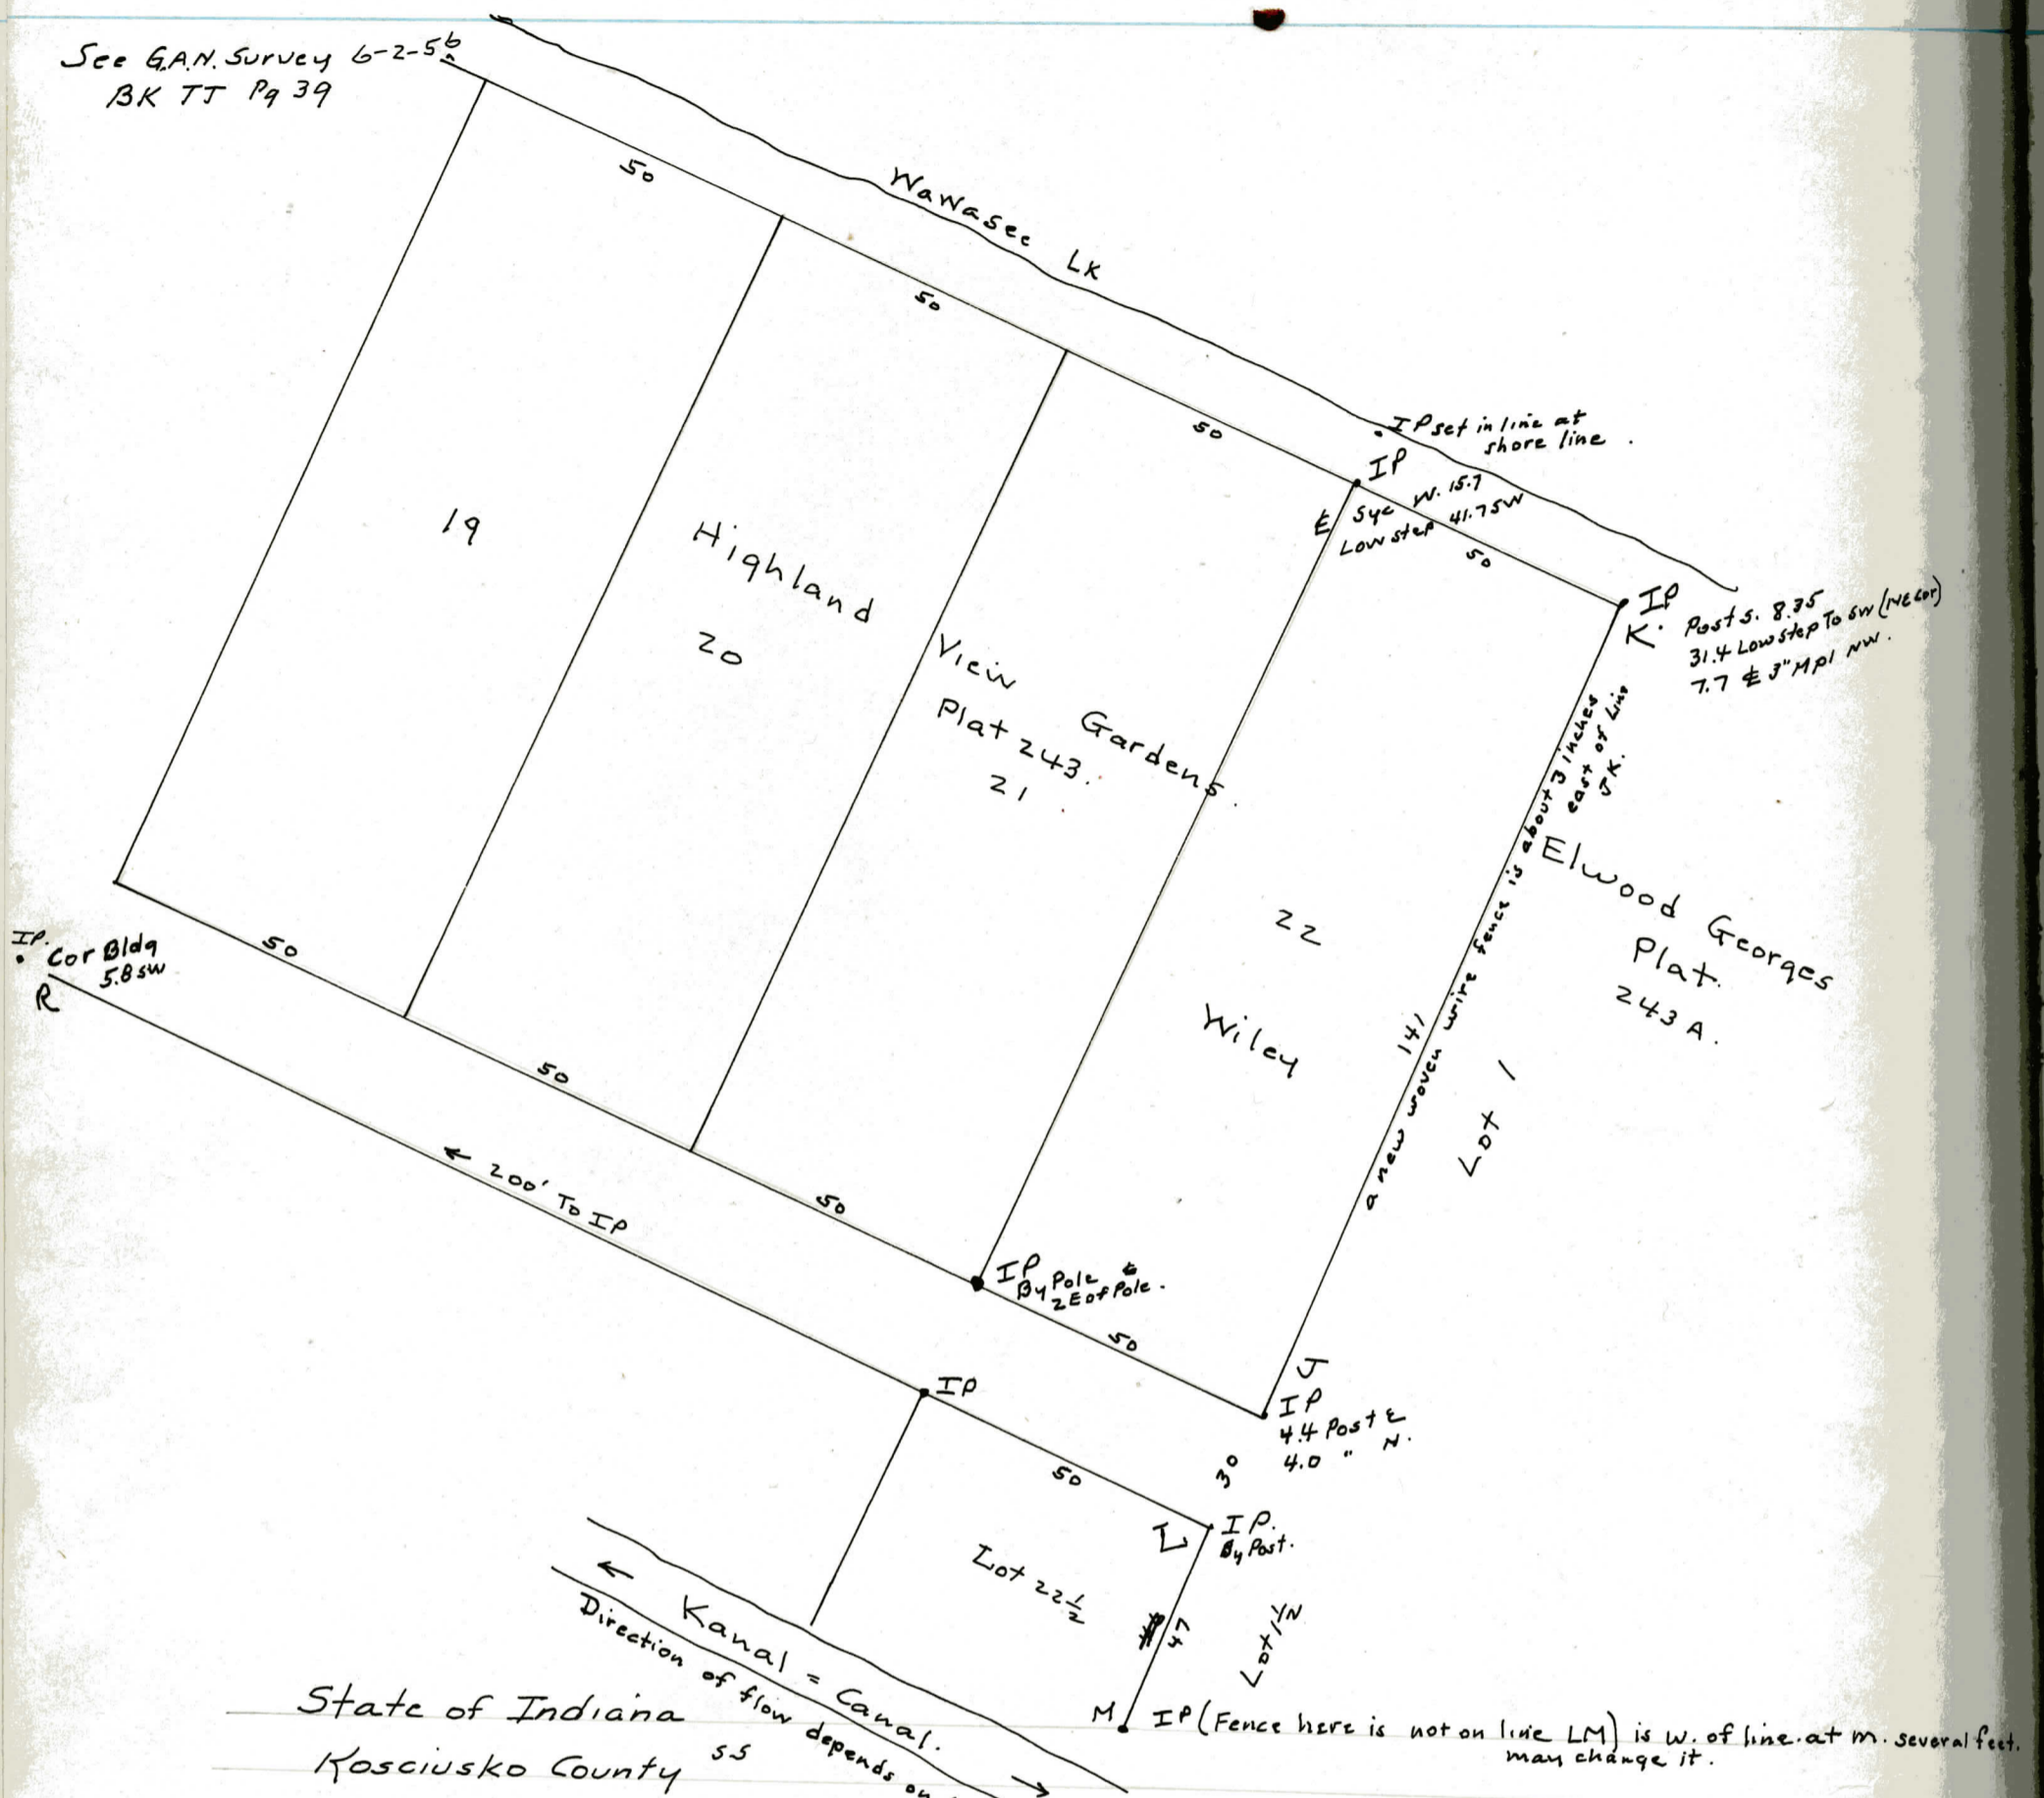 See G.A.N. Survey 6-2-56
BK TT Pg 39
Wawasee Lk
50
50
50
50
IP set in line at
shore line.
IP
E
Syc W. 15.7
Low step 41.7 SW
IP
K.
Post S. 8.35
31.4 Low step To SW (NE Cor)
7.7 ₵ 3" Mpl NW.
19
Highland
View
Gardens.
20
Plat 243.
21
22
Wiley
141
a new woven wire fence is about 3 inches
east of Line
JK.
Elwood Georges
Plat.
243 A.
Lot 1
IP.
Cor Bldg
5.8 SW
R
50
50
50
50
← 200' To IP
IP
By Pole
2 E of Pole.
J
IP
4.4 Post E
4.0 " N.
30
IP
50
L
IP.
By Post.
Lot 22 1/2
47
Lot 1 N
M
IP (Fence here is not on line LM) is w. of line at m. several feet.
may change it.
← Kanal = Canal. →
Direction of flow depends on
State of Indiana
Kosciusko County SS